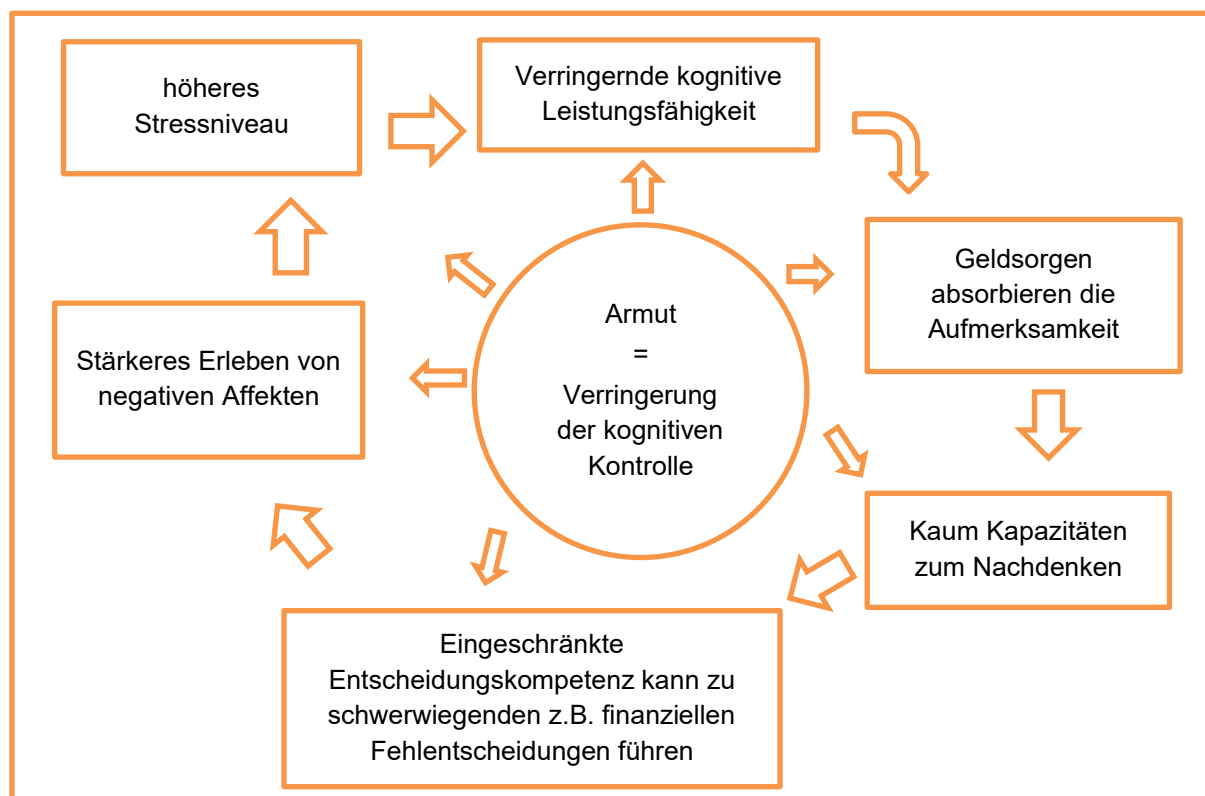 höheres
Stressniveau
Verringernde kognitive
Leistungsfähigkeit
Geldsorgen
absorbieren die
Aufmerksamkeit
Armut
=
Verringerung
der kognitiven
Kontrolle
Stärkeres Erleben von
negativen Affekten
Kaum Kapazitäten
zum Nachdenken
Eingeschränkte
Entscheidungskompetenz kann zu
schwerwiegenden z.B. finanziellen
Fehlentscheidungen führen